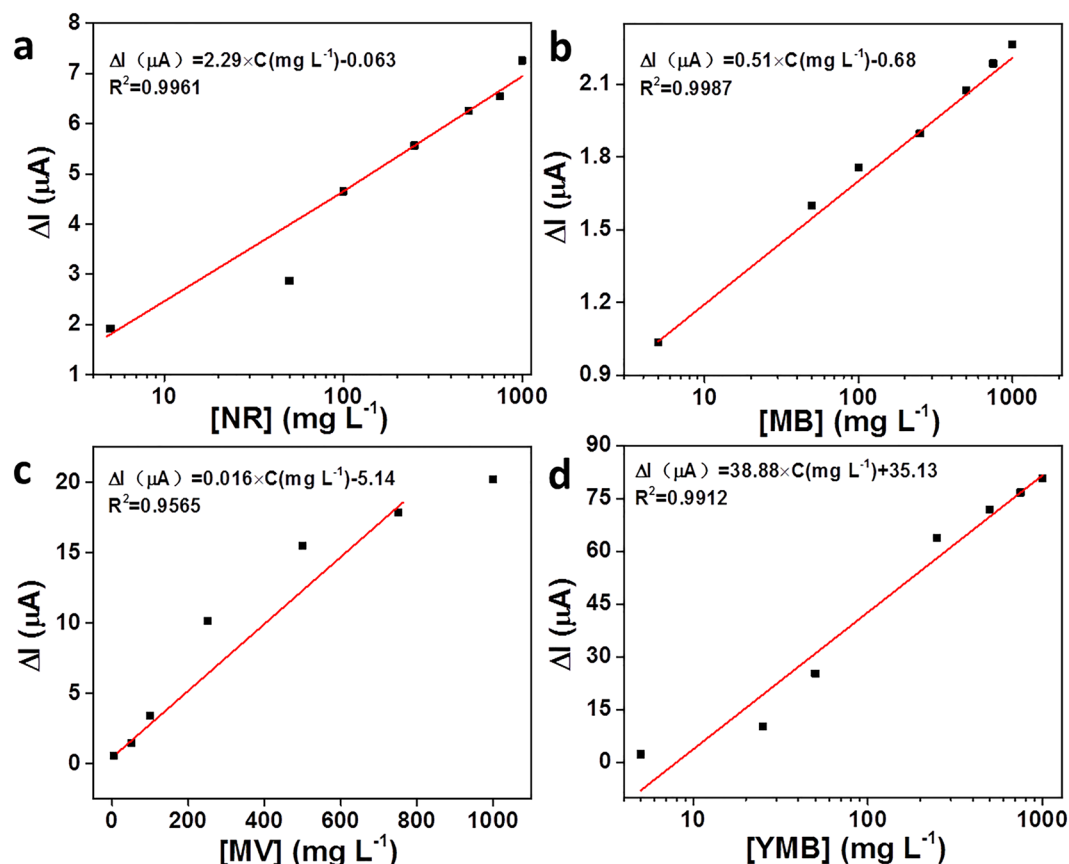 a
ΔI（μA）=2.29×C(mg L⁻¹)-0.063
R²=0.9961
8
7
6
5
4
3
2
1
ΔI (μA)
10
100
1000
[NR] (mg L⁻¹)
b
ΔI（μA）=0.51×C(mg L⁻¹)-0.68
R²=0.9987
2.1
1.8
1.5
1.2
0.9
ΔI (μA)
10
100
1000
[MB] (mg L⁻¹)
c
ΔI（μA）=0.016×C(mg L⁻¹)-5.14
R²=0.9565
20
15
10
5
0
ΔI (μA)
0
200
400
600
800
1000
[MV] (mg L⁻¹)
d
ΔI（μA）=38.88×C(mg L⁻¹)+35.13
R²=0.9912
90
75
60
45
30
15
0
ΔI (μA)
10
100
1000
[YMB] (mg L⁻¹)